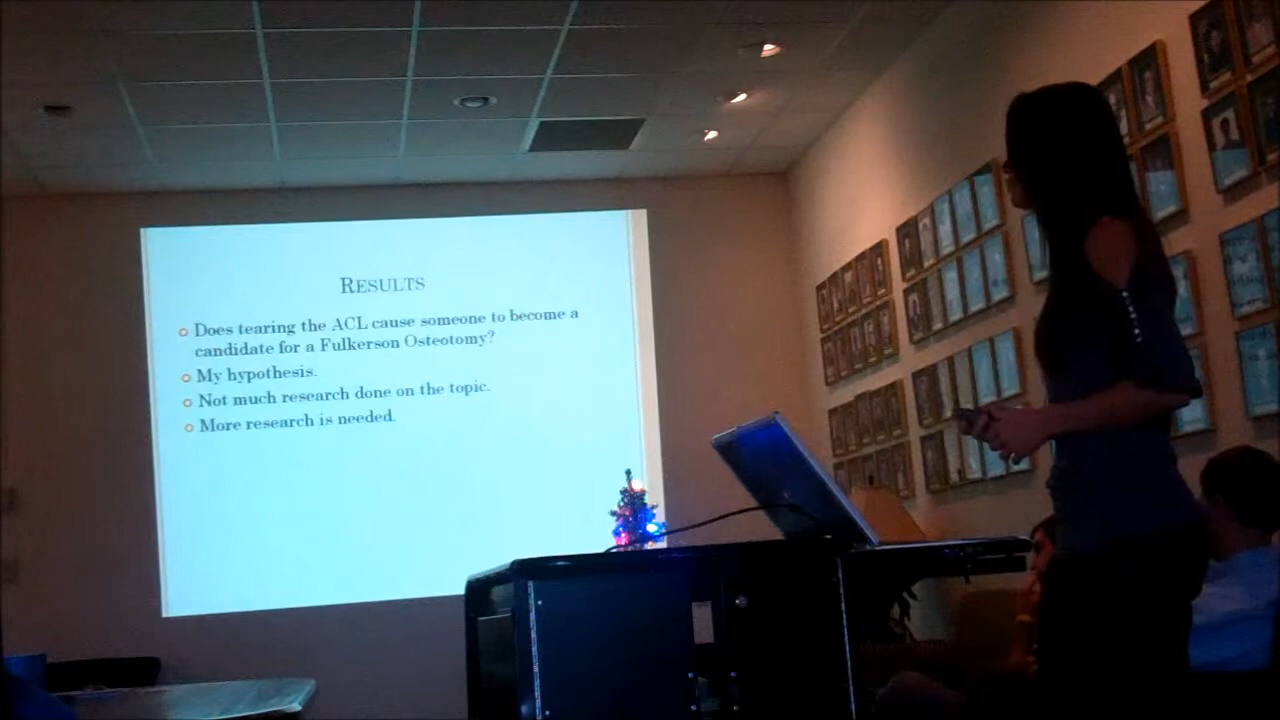 Results
Does tearing the ACL cause someone to become a
candidate for a Fulkerson Osteotomy?
My hypothesis.
Not much research done on the topic.
More research is needed.